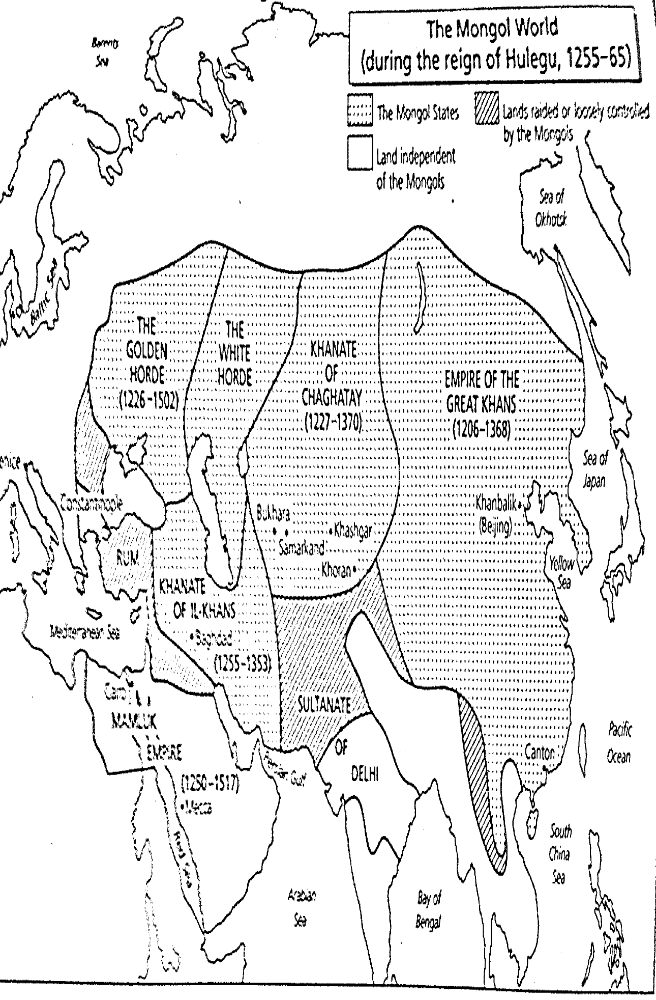 The Mongol World
(during the reign of Hulegu, 1255–65)
The Mongol States
Lands raided or loosely controlled
by the Mongols
Land independent
of the Mongols
Barents
Sea
Sea of
Okhotsk
Baltic Sea
THE
GOLDEN
HORDE
(1226–1502)
THE
WHITE
HORDE
KHANATE
OF
CHAGHATAY
(1227–1370)
EMPIRE OF THE
GREAT KHANS
(1206–1368)
enice
Constantinople
Sea of
Japan
Khanbalik
(Beijing)
Bukhara
Samarkand
Khashgar
Khoran
RUM
Yellow
Sea
KHANATE
OF IL-KHANS
Baghdad
(1255–1353)
Mediterranean Sea
Cairo
MAMLUK
EMPIRE
(1250–1517)
Mecca
Red Sea
Persian Gulf
SULTANATE
OF
DELHI
Canton
Pacific
Ocean
South
China
Sea
Arabian
Sea
Bay of
Bengal